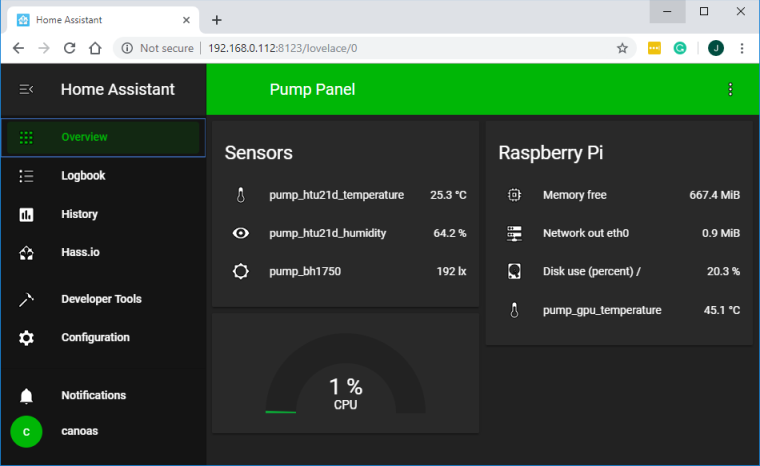 Home Assistant
Not secure
192.168.0.112:8123/lovelace/0
J
Home Assistant
Pump Panel
Overview
Logbook
History
Hass.io
Developer Tools
Configuration
Notifications
C canoas
Sensors
pump_htu21d_temperature 25.3 °C
pump_htu21d_humidity 64.2 %
pump_bh1750 192 lx
1 %
CPU
Raspberry Pi
Memory free 667.4 MiB
Network out eth0 0.9 MiB
Disk use (percent) / 20.3 %
pump_gpu_temperature 45.1 °C